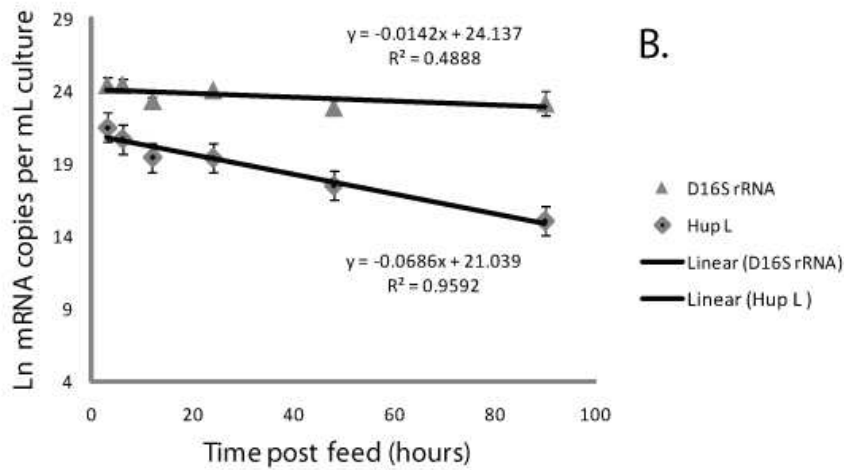 29
y = -0.0142x + 24.137
R² = 0.4888
B.
24
19
14
9
4
Ln mRNA copies per mL culture
y = -0.0686x + 21.039
R² = 0.9592
0 20 40 60 80 100
Time post feed (hours)
D16S rRNA
Hup L
Linear (D16S rRNA)
Linear (Hup L )